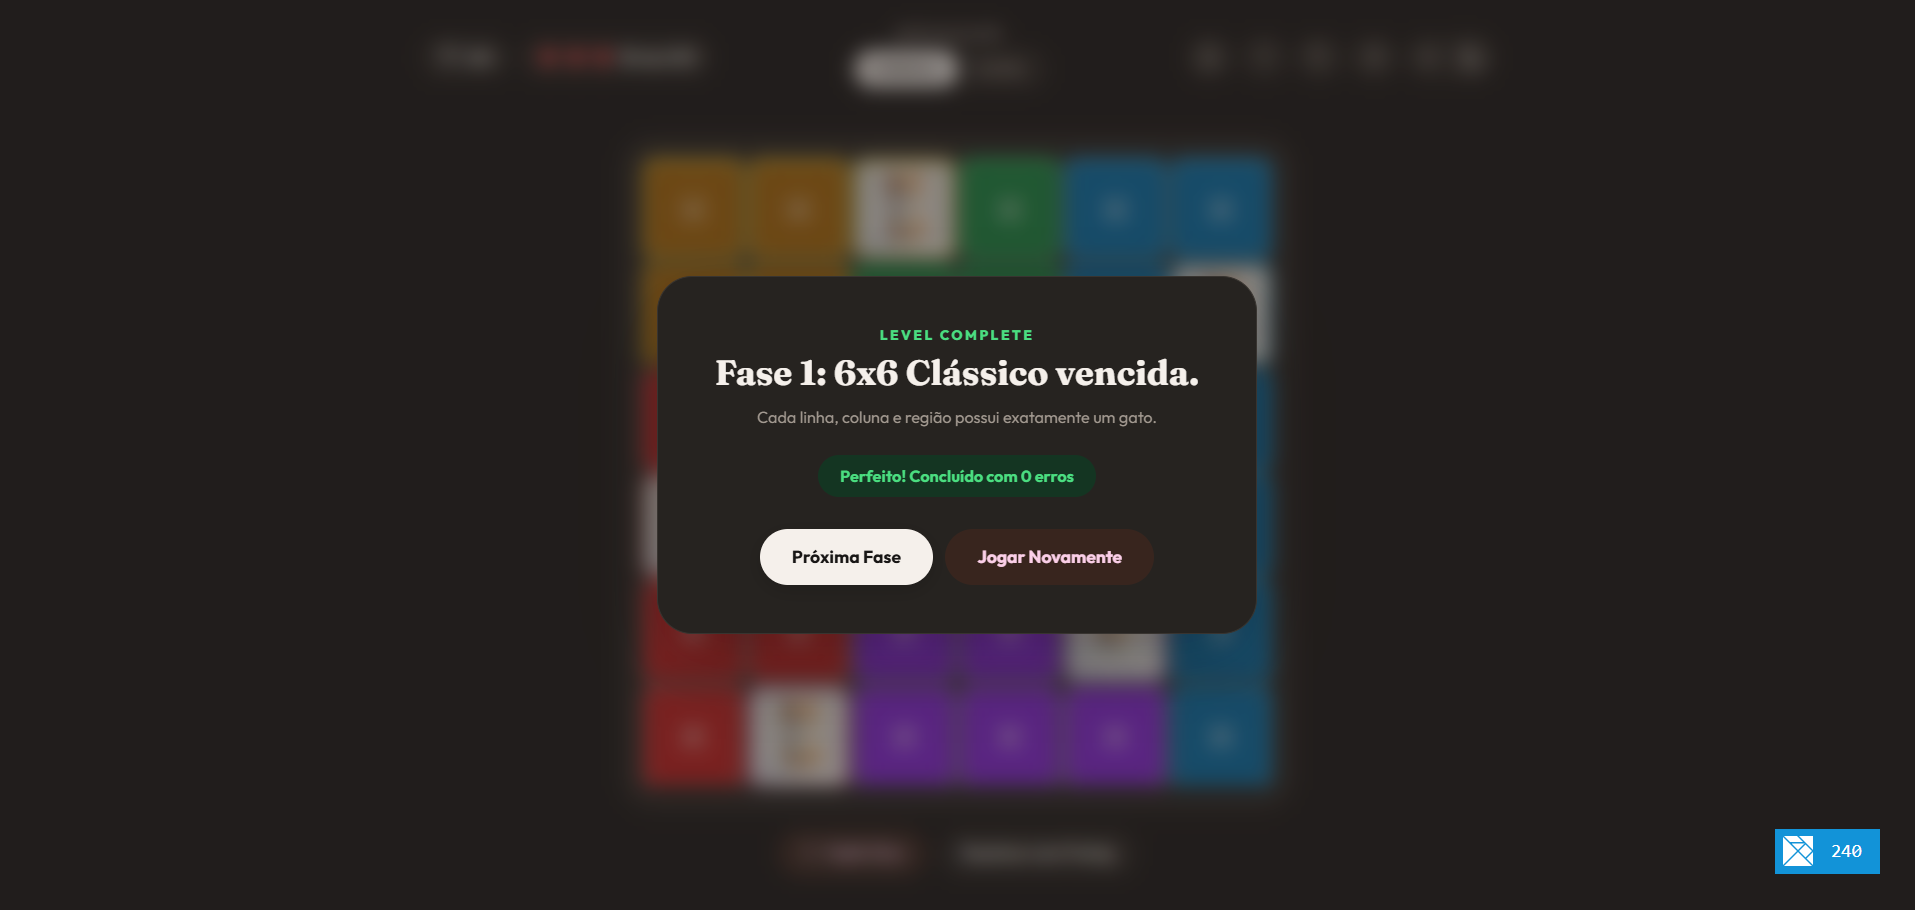 LEVEL COMPLETE
Fase 1: 6x6 Clássico vencida.
Cada linha, coluna e região possui exatamente um gato.
Perfeito! Concluído com 0 erros
Próxima Fase
Jogar Novamente
240